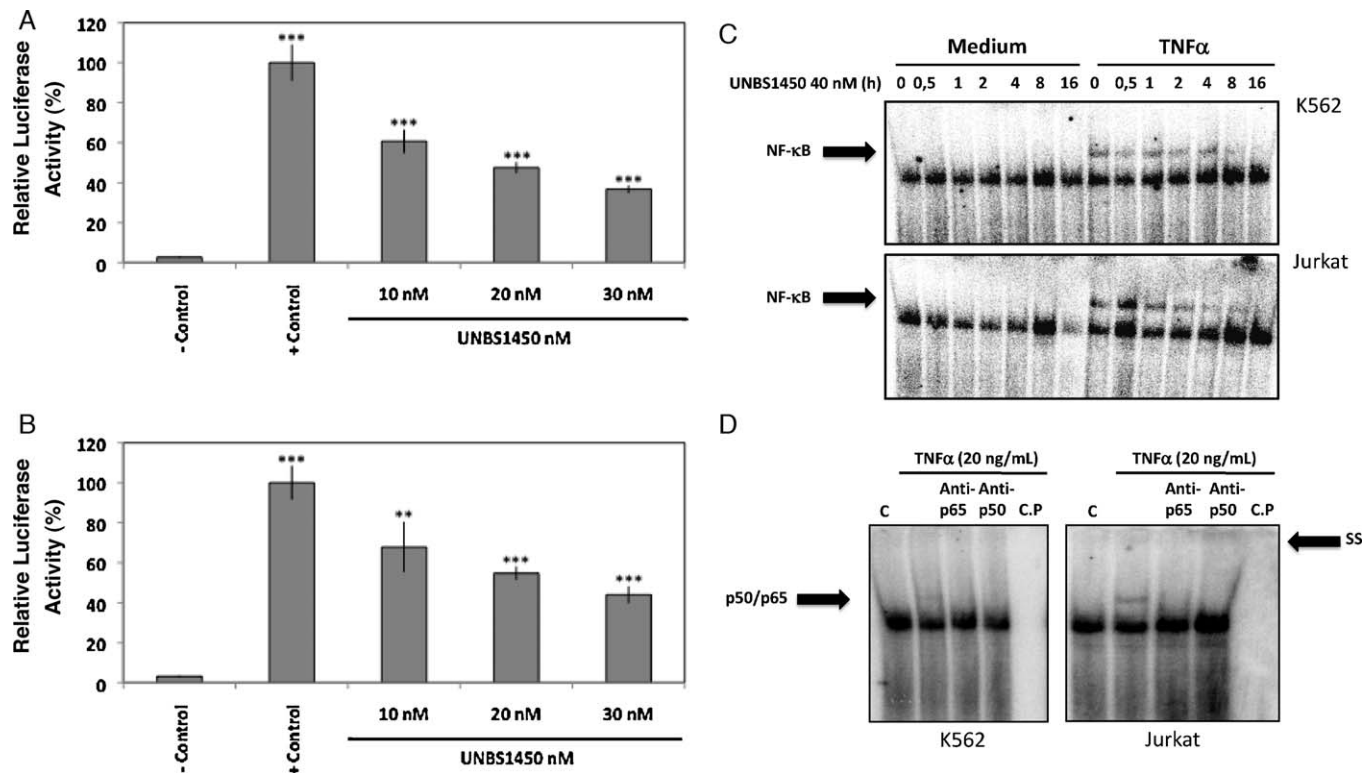 A
Relative Luciferase
Activity (%)
120
100
80
60
40
20
0
***
***
***
***
- Control
+ Control
10 nM
20 nM
30 nM
UNBS1450 nM
B
Relative Luciferase
Activity (%)
120
100
80
60
40
20
0
***
**
***
***
- Control
+ Control
10 nM
20 nM
30 nM
UNBS1450 nM
C
Medium
TNFα
UNBS1450 40 nM (h)
0 0,5 1 2 4 8 16
0 0,5 1 2 4 8 16
K562
NF-κB
Jurkat
NF-κB
D
TNFα (20 ng/mL)
C
Anti-p65
Anti-p50
C.P
p50/p65
K562
TNFα (20 ng/mL)
C
Anti-p65
Anti-p50
C.P
SS
Jurkat